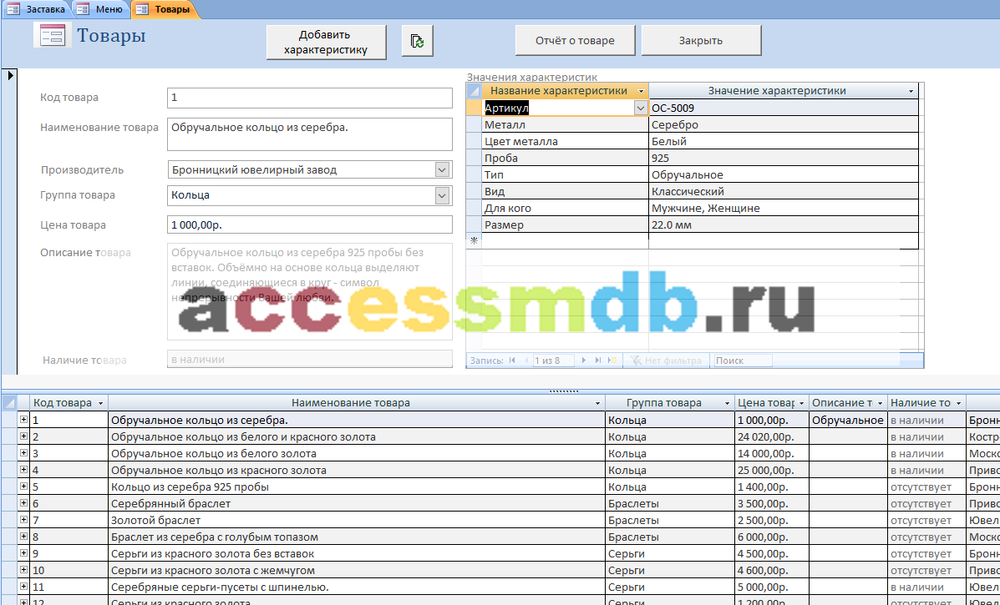 Заставка Меню Товары
Товары
Добавить характеристику
Отчёт о товаре
Закрыть
Код товара 1
Наименование товара Обручальное кольцо из серебра.
Производитель Бронницкий ювелирный завод
Группа товара Кольца
Цена товара 1 000,00р.
Описание товара Обручальное кольцо из серебра 925 пробы без
вставок. Объёмно на основе кольца выделяют
линии, соединяющиеся в круг - символ
непрерывности Вашей любви.
Наличие товара в наличии
Значения характеристик
Название характеристики Значение характеристики
Артикул ОС-5009
Металл Серебро
Цвет металла Белый
Проба 925
Тип Обручальное
Вид Классический
Для кого Мужчине, Женщине
Размер 22.0 мм
accessmdb.ru
Запись: 1 из 8 Нет фильтра Поиск
Код товара Наименование товара Группа товара Цена товар Описание т Наличие то
1 Обручальное кольцо из серебра. Кольца 1 000,00р. Обручальное в наличии Бронн
2 Обручальное кольцо из белого и красного золота Кольца 24 020,00р. в наличии Костр
3 Обручальное кольцо из белого золота Кольца 14 000,00р. в наличии Моско
4 Обручальное кольцо из красного золота Кольца 25 000,00р. в наличии Приво
5 Кольцо из серебра 925 пробы Кольца 1 400,00р. отсутствует Бронн
6 Серебрянный браслет Браслеты 3 500,00р. отсутствует Приво
7 Золотой браслет Браслеты 2 500,00р. отсутствует Ювел
8 Браслет из серебра с голубым топазом Браслеты 6 000,00р. отсутствует Моско
9 Серьги из красного золота без вставок Серьги 4 500,00р. отсутствует Бронн
10 Серьги из красного золота с жемчугом Серьги 4 600,00р. отсутствует Приво
11 Серебряные серьги-пусеты с шпинелью. Серьги 5 000,00р. в наличии Ювел
12 Серьги из красного золота Серьги 1 200,00р. отсутствует Ювел